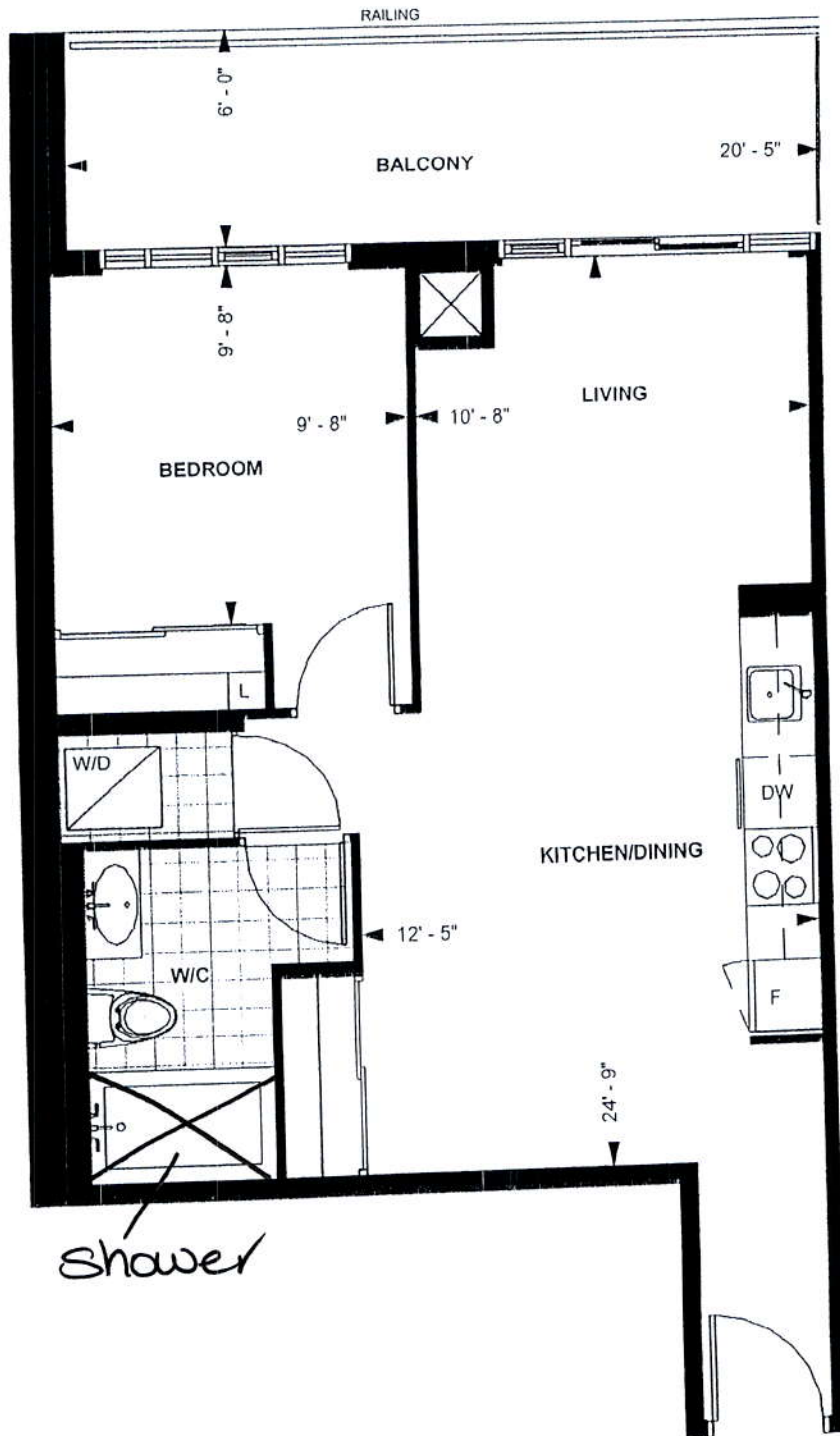 RAILING
6' - 0"
BALCONY
20' - 5"
9' - 8"
LIVING
9' - 8"
10' - 8"
BEDROOM
L
W/D
DW
KITCHEN/DINING
12' - 5"
W/C
F
24' - 9"
shower